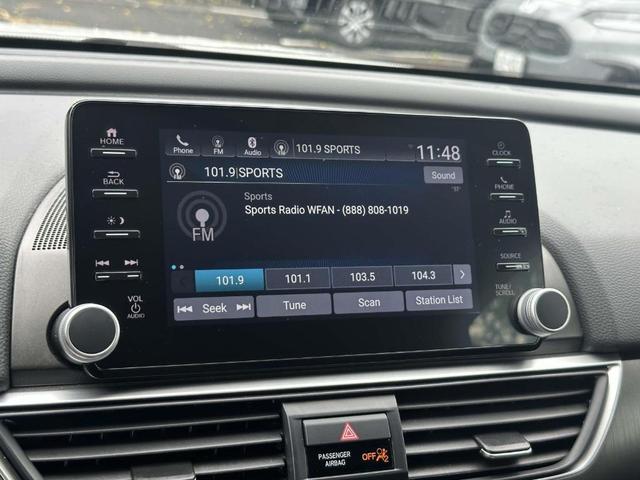 HOME
BACK
VOL
AUDIO
Phone
FM
Audio
101.9 SPORTS
11:48
101.9|SPORTS
Sound
Sports
Sports Radio WFAN - (888) 808-1019
FM
101.9
101.1
103.5
104.3
Seek
Tune
Scan
Station List
CLOCK
PHONE
AUDIO
SOURCE
TUNE/
SCROLL
PASSENGER
AIRBAG
OFF
2